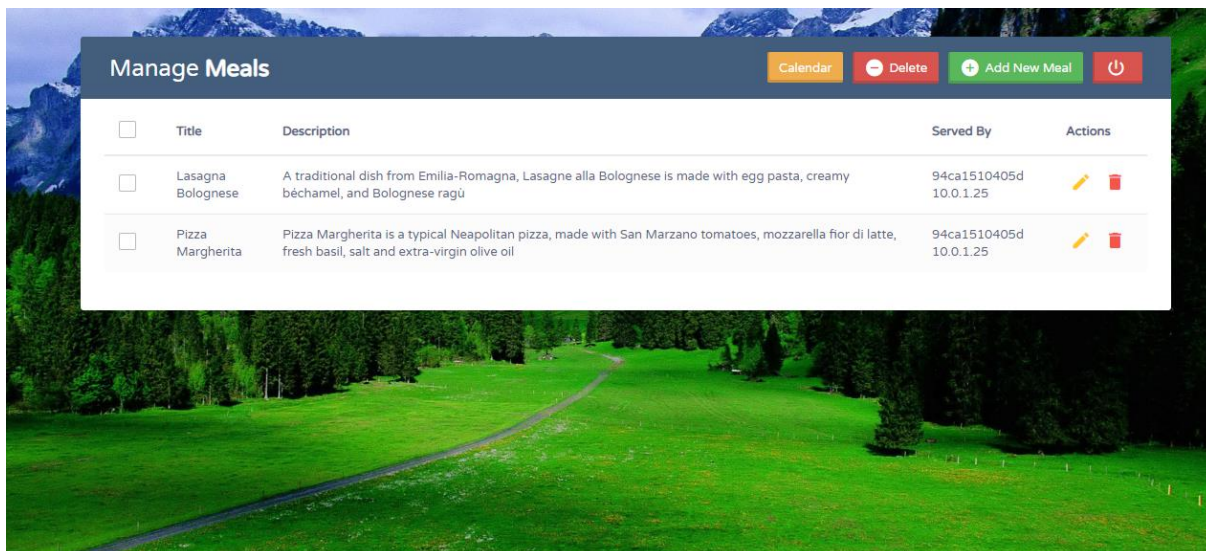 Manage Meals
Calendar
Delete
Add New Meal
Title Description Served By Actions
Lasagna Bolognese
A traditional dish from Emilia-Romagna, Lasagne alla Bolognese is made with egg pasta, creamy
béchamel, and Bolognese ragù
94ca1510405d
10.0.1.25
Pizza Margherita
Pizza Margherita is a typical Neapolitan pizza, made with San Marzano tomatoes, mozzarella fior di latte,
fresh basil, salt and extra-virgin olive oil
94ca1510405d
10.0.1.25